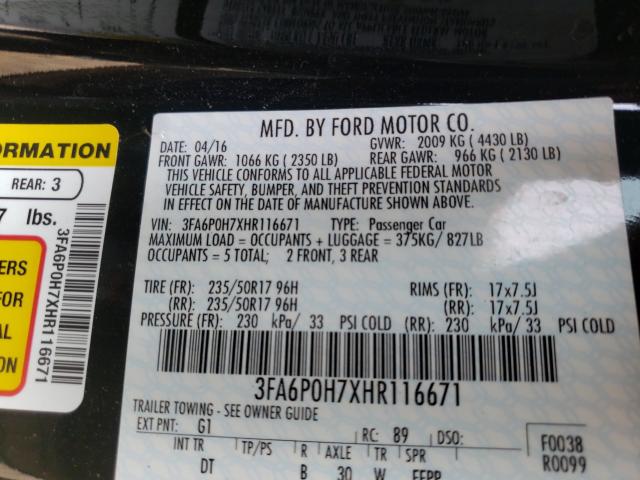 ORMATION
REAR: 3
7 lbs.
ERS
FOR
AL
ON
3FA6P0H7XHR116671
MFD. BY FORD MOTOR CO.
DATE: 04/16 GVWR: 2009 KG ( 4430 LB)
FRONT GAWR: 1066 KG ( 2350 LB) REAR GAWR: 966 KG ( 2130 LB)
THIS VEHICLE CONFORMS TO ALL APPLICABLE FEDERAL MOTOR
VEHICLE SAFETY, BUMPER, AND THEFT PREVENTION STANDARDS
IN EFFECT ON THE DATE OF MANUFACTURE SHOWN ABOVE.
VIN: 3FA6P0H7XHR116671 TYPE: Passenger Car
MAXIMUM LOAD = OCCUPANTS + LUGGAGE = 375KG/ 827LB
OCCUPANTS = 5 TOTAL; 2 FRONT, 3 REAR
TIRE (FR): 235/50R17 96H RIMS (FR): 17x7.5J
(RR): 235/50R17 96H (RR): 17x7.5J
PRESSURE (FR): 230 kPa/ 33 PSI COLD (RR): 230 kPa/ 33 PSI COLD
3FA6P0H7XHR116671
TRAILER TOWING - SEE OWNER GUIDE
EXT PNT: G1 RC: 89 DSO: F0038
INT TR TP/PS R AXLE TR SPR R0099
DT B 30 W EFPP